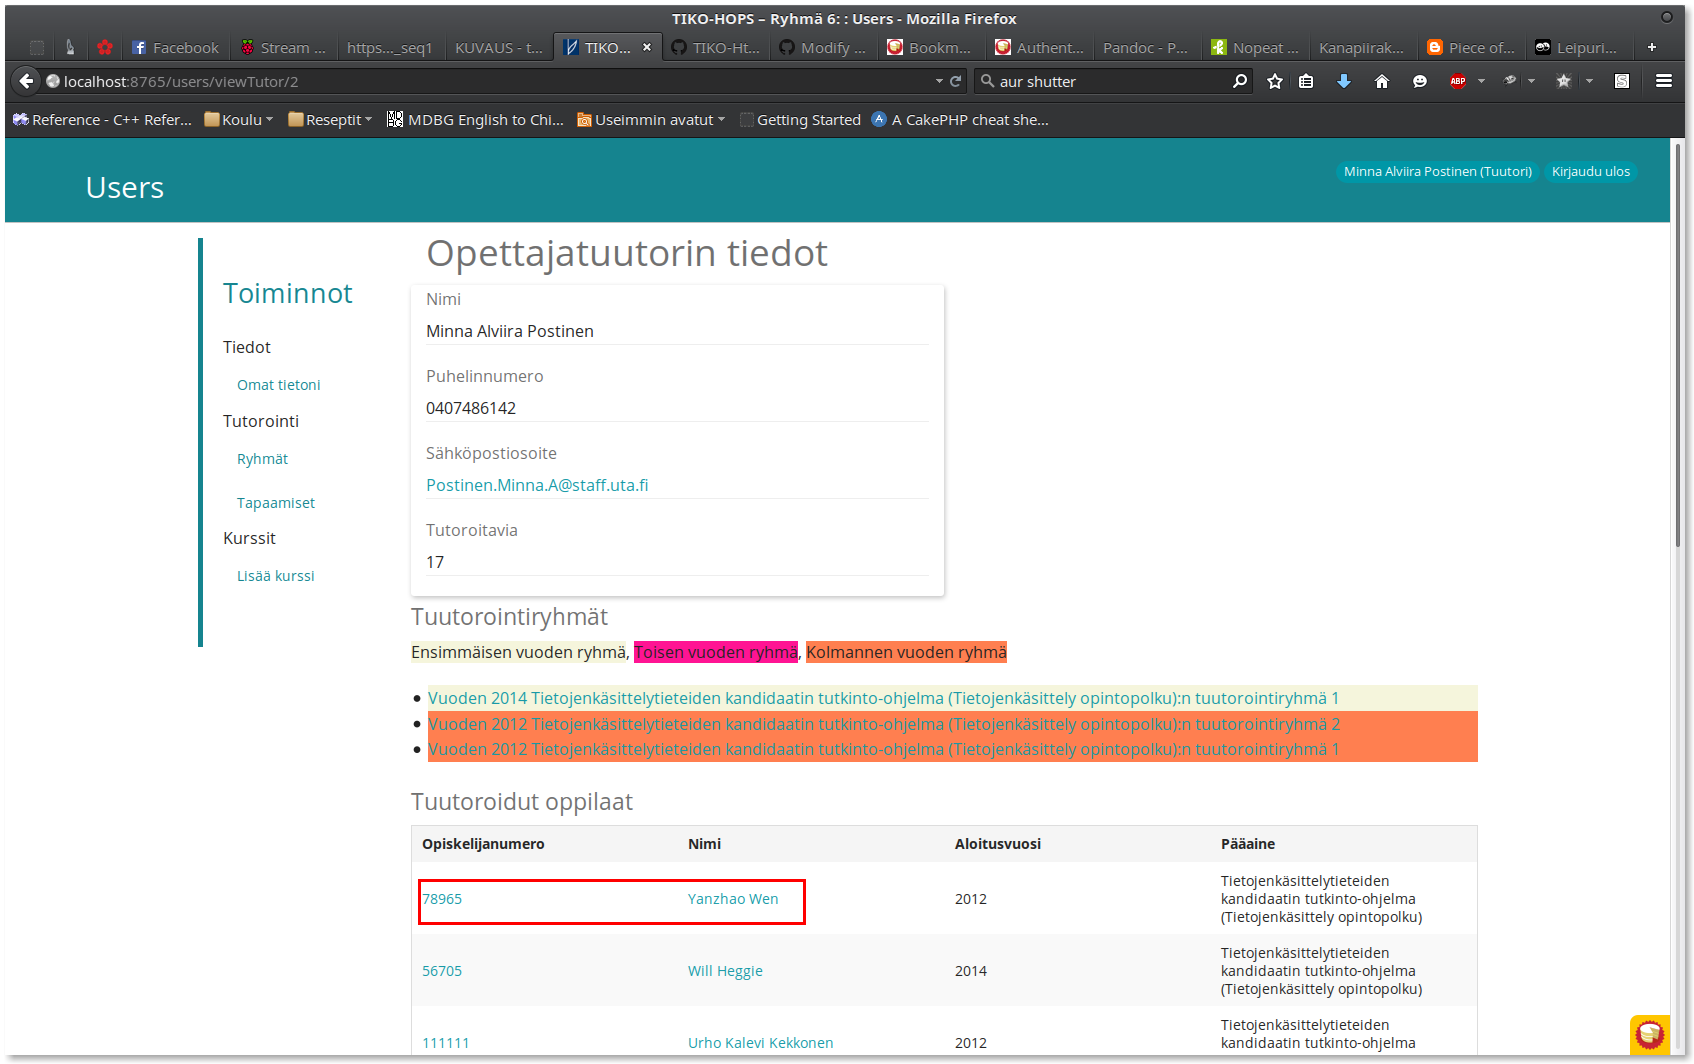 TIKO-HOPS – Ryhmä 6: : Users - Mozilla Firefox
Facebook
Stream ...
https..._seq1
KUVAUS - t...
TIKO...
TIKO-Ht...
Modify ...
Bookm...
Authent...
Pandoc - P...
Nopeat ...
Kanapiirak...
Piece of...
Leipuri...
localhost:8765/users/viewTutor/2
aur shutter
ABP
Reference - C++ Refer...
Koulu
Reseptit
MDBG English to Chi...
Useimmin avatut
Getting Started
A CakePHP cheat she...
Users
Minna Alviira Postinen (Tuutori)
Kirjaudu ulos
Toiminnot
Tiedot
Omat tietoni
Tutorointi
Ryhmät
Tapaamiset
Kurssit
Lisää kurssi
Opettajatuutorin tiedot
Nimi
Minna Alviira Postinen
Puhelinnumero
0407486142
Sähköpostiosoite
Postinen.Minna.A@staff.uta.fi
Tutoroitavia
17
Tuutorointiryhmät
Ensimmäisen vuoden ryhmä, Toisen vuoden ryhmä, Kolmannen vuoden ryhmä
Vuoden 2014 Tietojenkäsittelytieteiden kandidaatin tutkinto-ohjelma (Tietojenkäsittely opintopolku):n tuutorointiryhmä 1
Vuoden 2012 Tietojenkäsittelytieteiden kandidaatin tutkinto-ohjelma (Tietojenkäsittely opintopolku):n tuutorointiryhmä 2
Vuoden 2012 Tietojenkäsittelytieteiden kandidaatin tutkinto-ohjelma (Tietojenkäsittely opintopolku):n tuutorointiryhmä 1
Tuutoroidut oppilaat
Opiskelijanumero Nimi Aloitusvuosi Pääaine
78965 Yanzhao Wen 2012 Tietojenkäsittelytieteiden
kandidaatin tutkinto-ohjelma
(Tietojenkäsittely opintopolku)
56705 Will Heggie 2014 Tietojenkäsittelytieteiden
kandidaatin tutkinto-ohjelma
(Tietojenkäsittely opintopolku)
111111 Urho Kalevi Kekkonen 2012 Tietojenkäsittelytieteiden
kandidaatin tutkinto-ohjelma